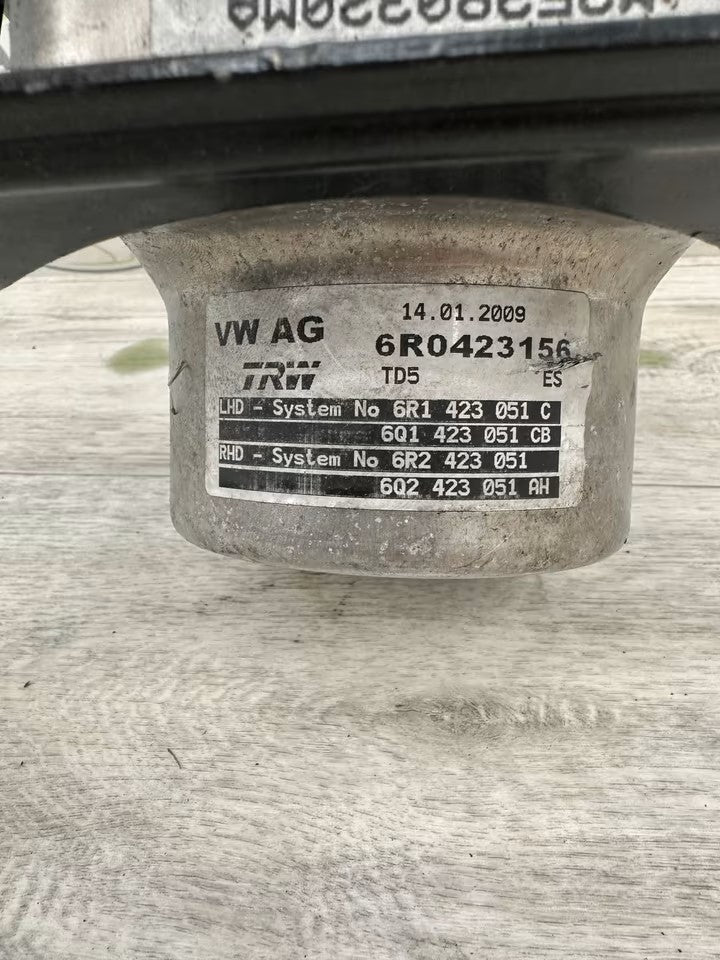 14.01.2009
VW AG 6R0423156
TRW TD5 ES
LHD - System No 6R1 423 051 C
6Q1 423 051 CB
RHD - System No 6R2 423 051
6Q2 423 051 AH